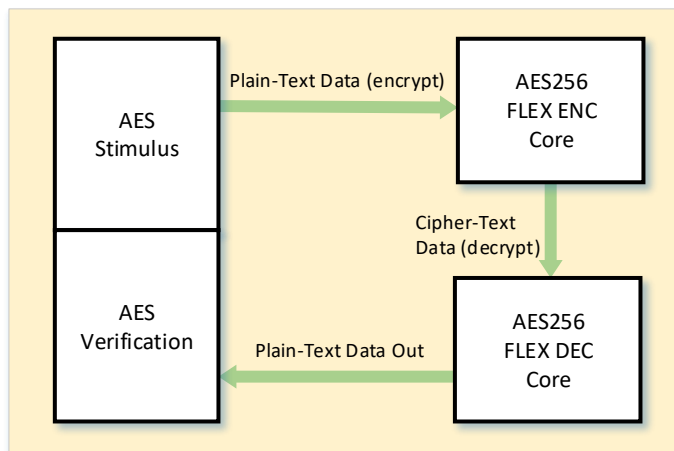 AES
Stimulus
Plain-Text Data (encrypt)
AES256
FLEX ENC
Core
Cipher-Text
Data (decrypt)
AES
Verification
Plain-Text Data Out
AES256
FLEX DEC
Core